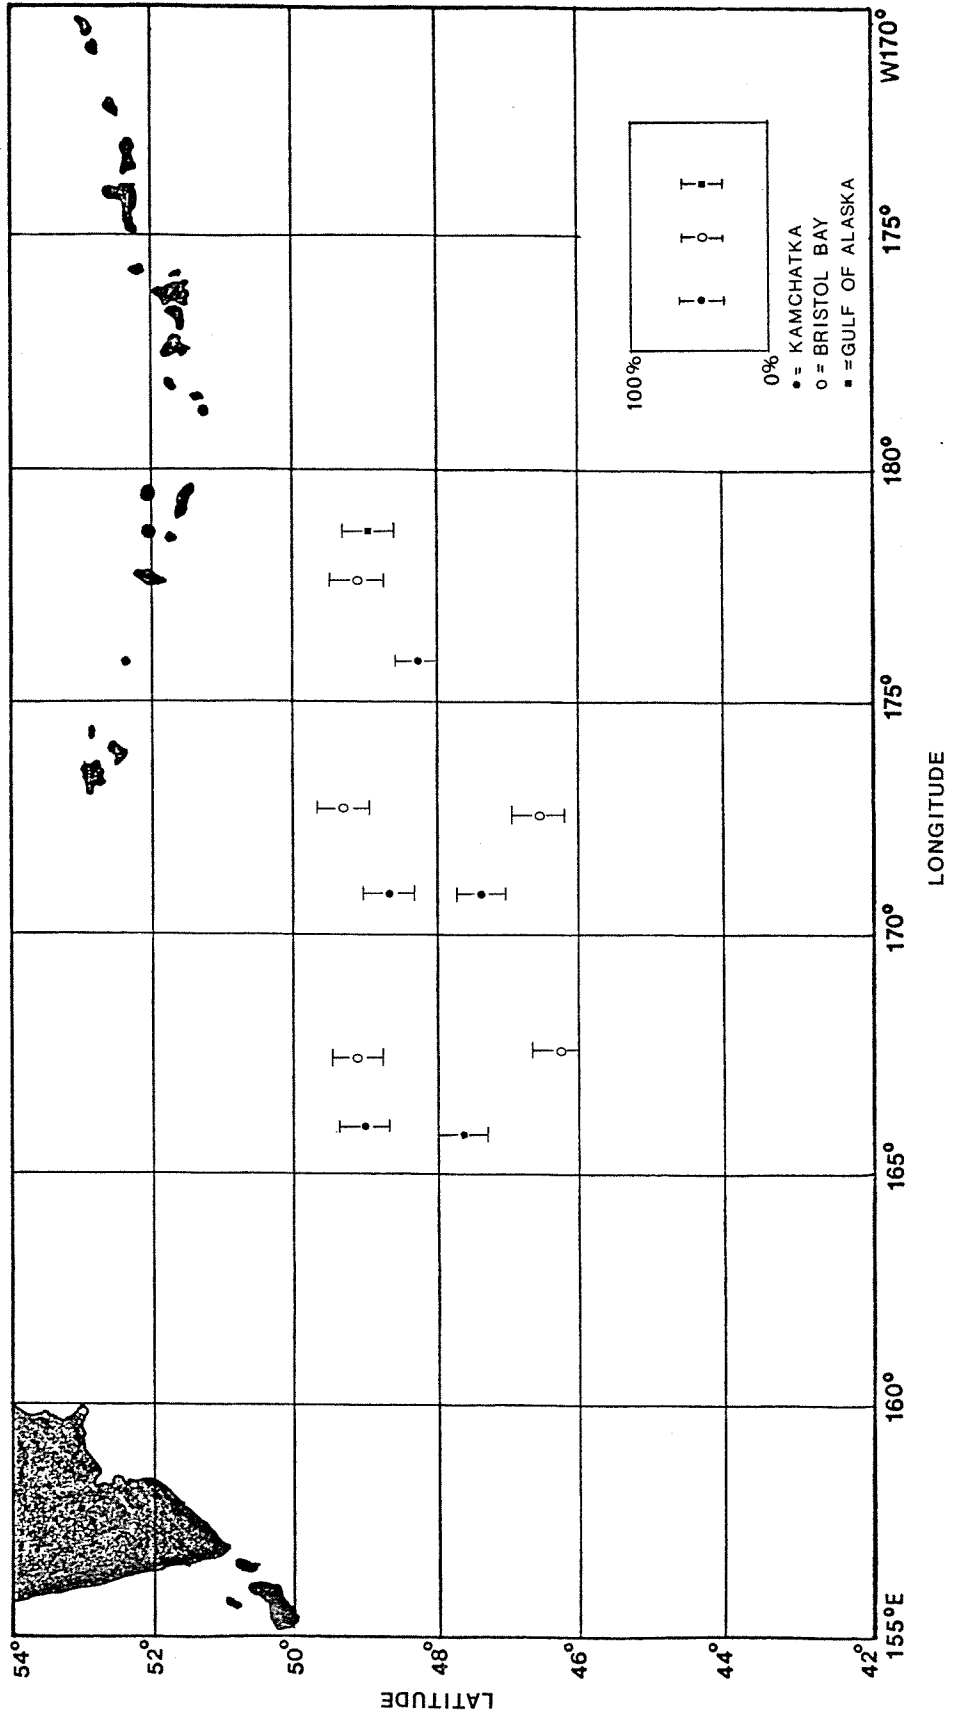 LATITUDE
54°
52°
50°
48°
46°
44°
42°
155°E
160°
165°
170°
175°
180°
175°
W170°
LONGITUDE
100%
0%
• = KAMCHATKA
o = BRISTOL BAY
▪ = GULF OF ALASKA